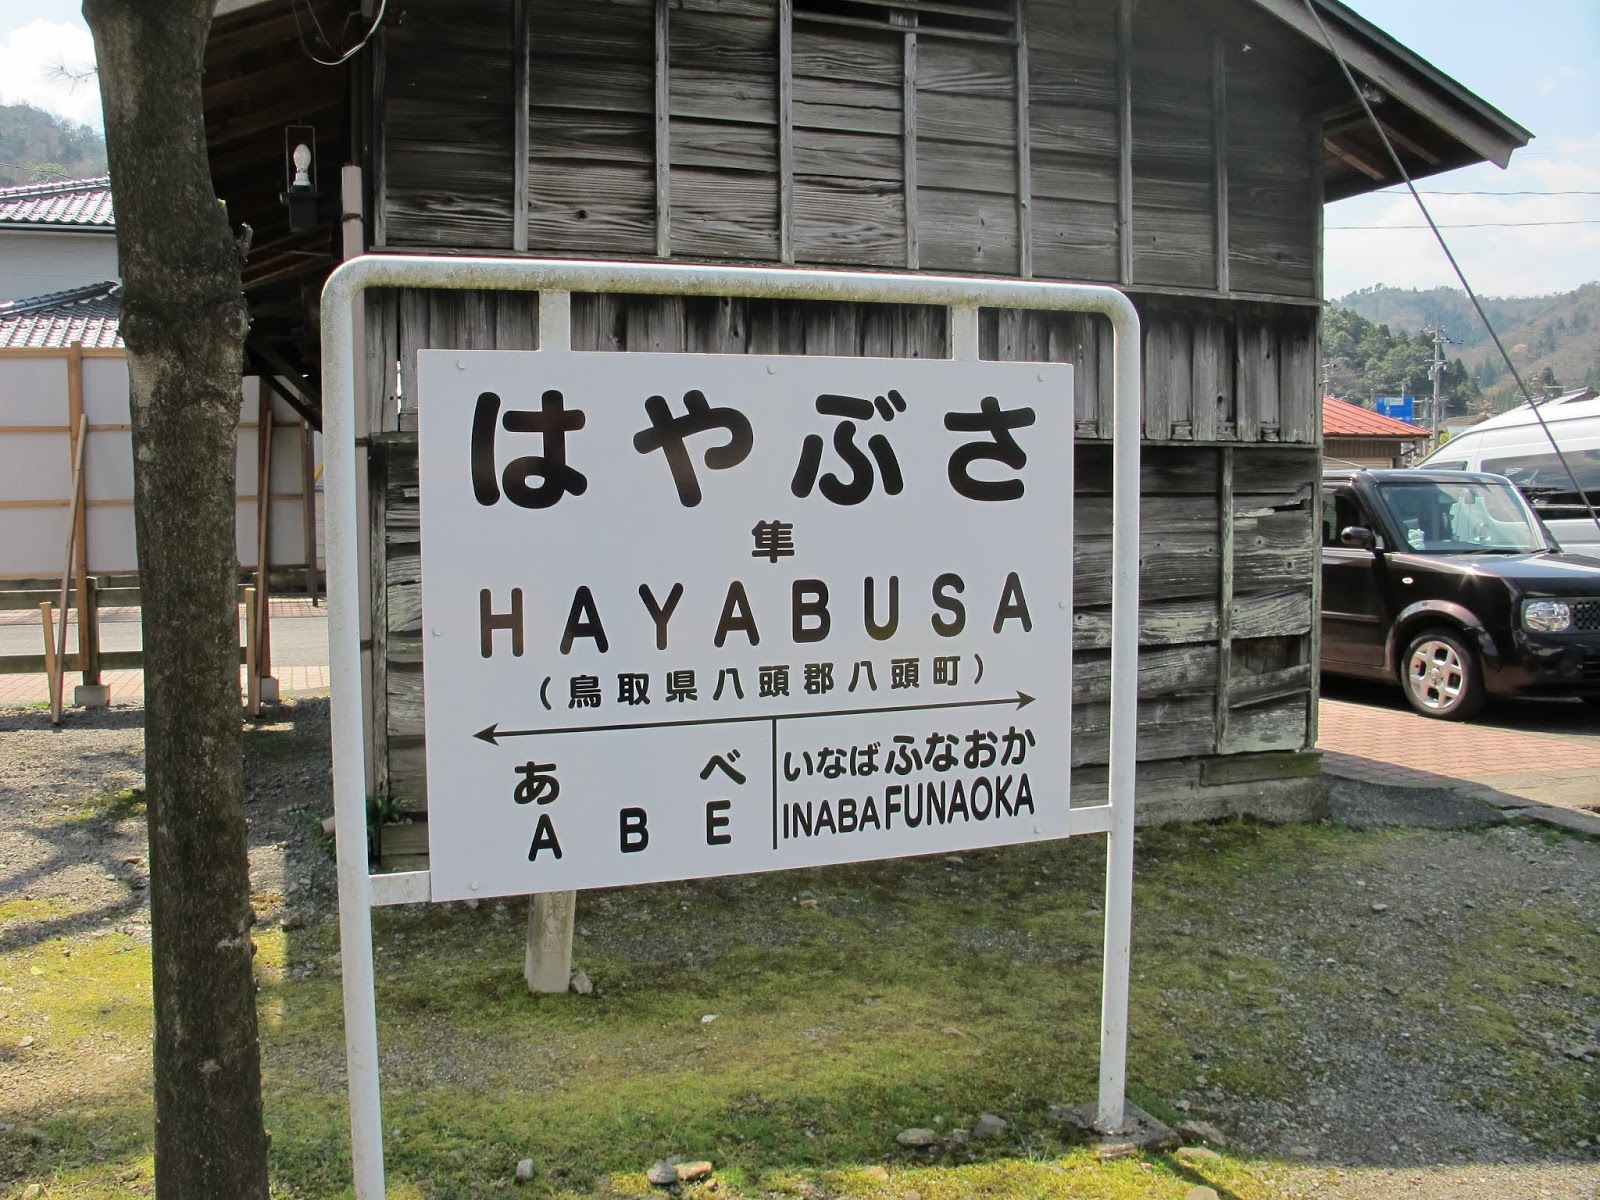 はやぶさ
隼
HAYABUSA
(鳥取県八頭郡八頭町)
あべ いなばふなおか
ABE INABAFUNAOKA